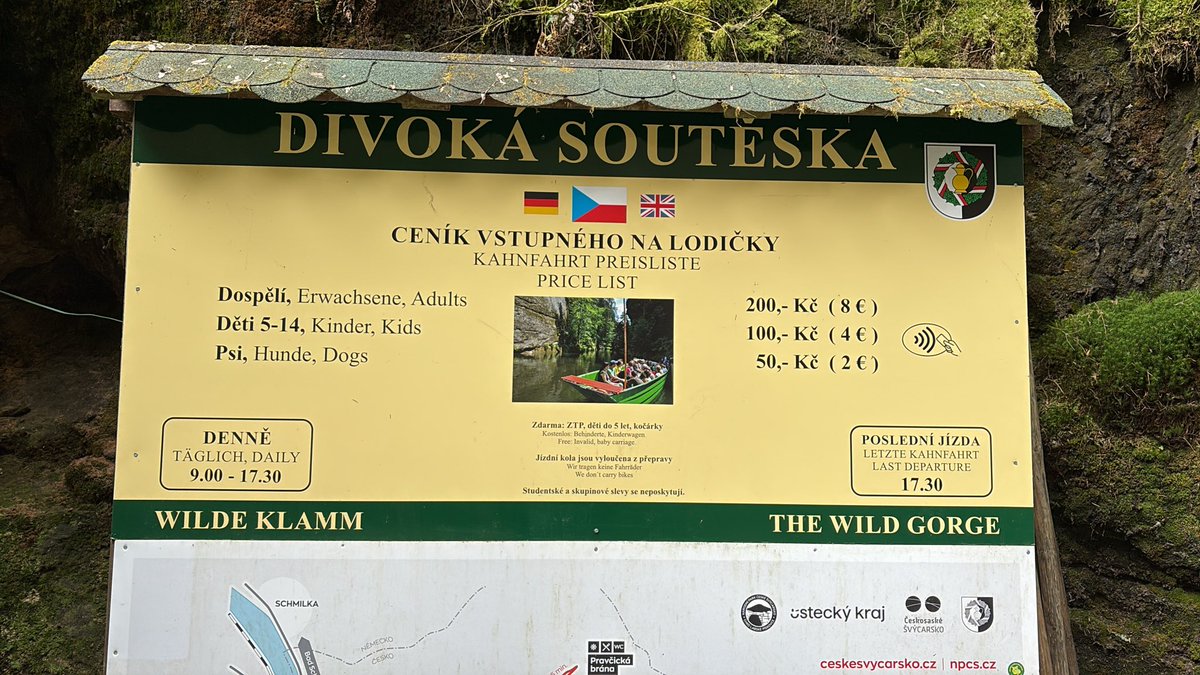 DIVOKÁ SOUTĚSKA
CENÍK VSTUPNÉHO NA LODIČKY
KAHNFAHRT PREISLISTE
PRICE LIST
Dospělí, Erwachsene, Adults 200,- Kč ( 8 € )
Děti 5-14, Kinder, Kids 100,- Kč ( 4 € )
Psi, Hunde, Dogs 50,- Kč ( 2 € )
Zdarma: ZTP, děti do 5 let, kočárky
Kostenlos: Behinderte, Kinderwagen
Free: Invalid, baby carriage
Jízdní kola jsou vyloučena z přepravy
Wir tragen keine Fahrräder
We don´t carry bikes
Studentské a skupinové slevy se neposkytují.
DENNĚ
TÄGLICH, DAILY
9.00 - 17.30
POSLEDNÍ JÍZDA
LETZTE KAHNFAHRT
LAST DEPARTURE
17.30
WILDE KLAMM
THE WILD GORGE
SCHMILKA
NĚMECKO
ČESKO
WC
Pravčická
brána
min.
ústecký kraj
Českosaské
ŠVÝCARSKO
ceskesvycarsko.cz | npcs.cz